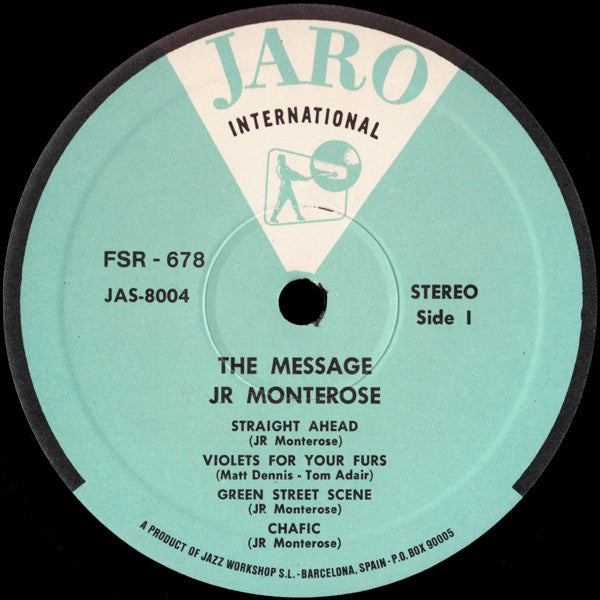 JARO
INTERNATIONAL
FSR - 678
JAS-8004
STEREO
Side I
THE MESSAGE
JR MONTEROSE
STRAIGHT AHEAD
(JR Monterose)
VIOLETS FOR YOUR FURS
(Matt Dennis - Tom Adair)
GREEN STREET SCENE
(JR Monterose)
CHAFIC
(JR Monterose)
A PRODUCT OF JAZZ WORKSHOP S.L. - BARCELONA, SPAIN - P.O. BOX 90005